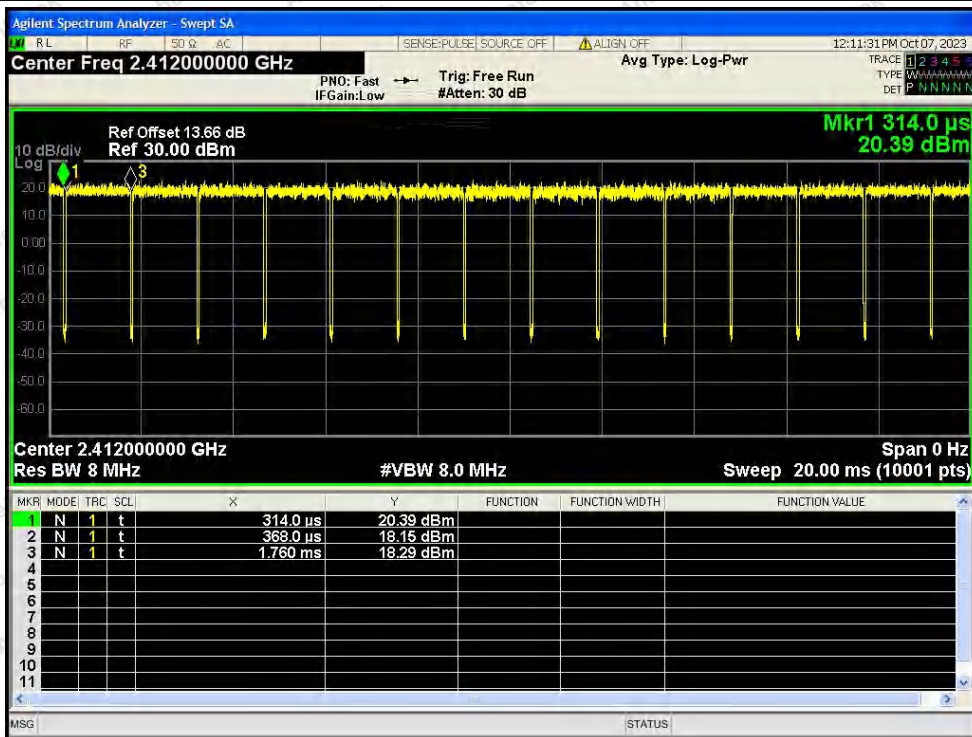 Agilent Spectrum Analyzer - Swept SA
RL RF 50 Ω AC SENSE:PULSE SOURCE OFF ALIGN OFF 12:11:31 PM Oct 07, 2023
Center Freq 2.412000000 GHz
PNO: Fast
IFGain:Low
Trig: Free Run
#Atten: 30 dB
Avg Type: Log-Pwr
TRACE 1 2 3 4 5 6
TYPE
DET P N N N N N
Mkr1 314.0 µs
20.39 dBm
Ref Offset 13.66 dB
10 dB/div Ref 30.00 dBm
Log
1
3
20.0
10.0
0.00
-10.0
-20.0
-30.0
-40.0
-50.0
-60.0
Center 2.412000000 GHz Span 0 Hz
Res BW 8 MHz #VBW 8.0 MHz Sweep 20.00 ms (10001 pts)
MKR MODE TRC SCL X Y FUNCTION FUNCTION WIDTH FUNCTION VALUE
1 N 1 t 314.0 µs 20.39 dBm
2 N 1 t 368.0 µs 18.15 dBm
3 N 1 t 1.760 ms 18.29 dBm
4
5
6
7
8
9
10
11
MSG STATUS